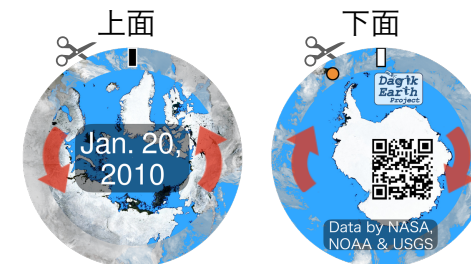 上面
下面
Jan. 20,
2010
Dagik
Earth
Project
Data by NASA,
NOAA & USGS